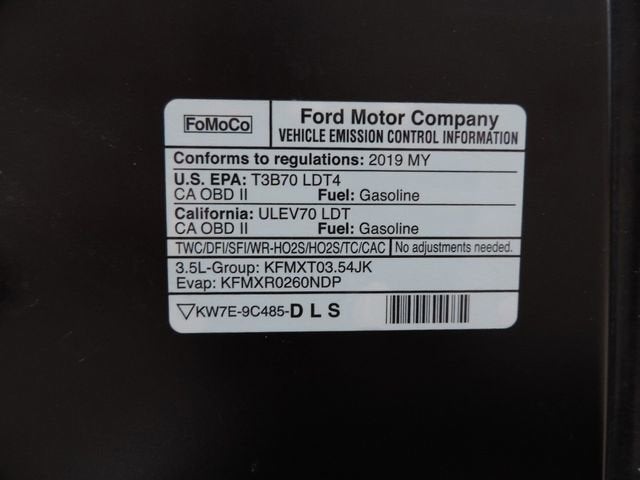 FoMoCo
Ford Motor Company
VEHICLE EMISSION CONTROL INFORMATION
Conforms to regulations: 2019 MY
U.S. EPA: T3B70 LDT4
CA OBD II Fuel: Gasoline
California: ULEV70 LDT
CA OBD II Fuel: Gasoline
TWC/DFI/SFI/WR-HO2S/HO2S/TC/CAC No adjustments needed.
3.5L-Group: KFMXT03.54JK
Evap: KFMXR0260NDP
KW7E-9C485-DLS